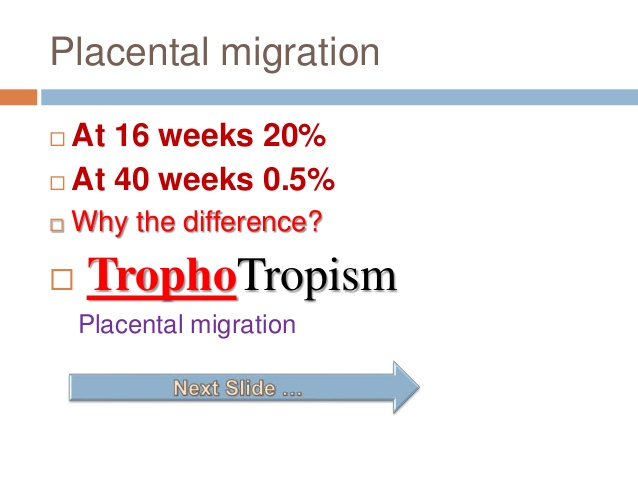 Placental migration
At 16 weeks 20%
At 40 weeks 0.5%
Why the difference?
TrophoTropism
Placental migration
Next Slide ...